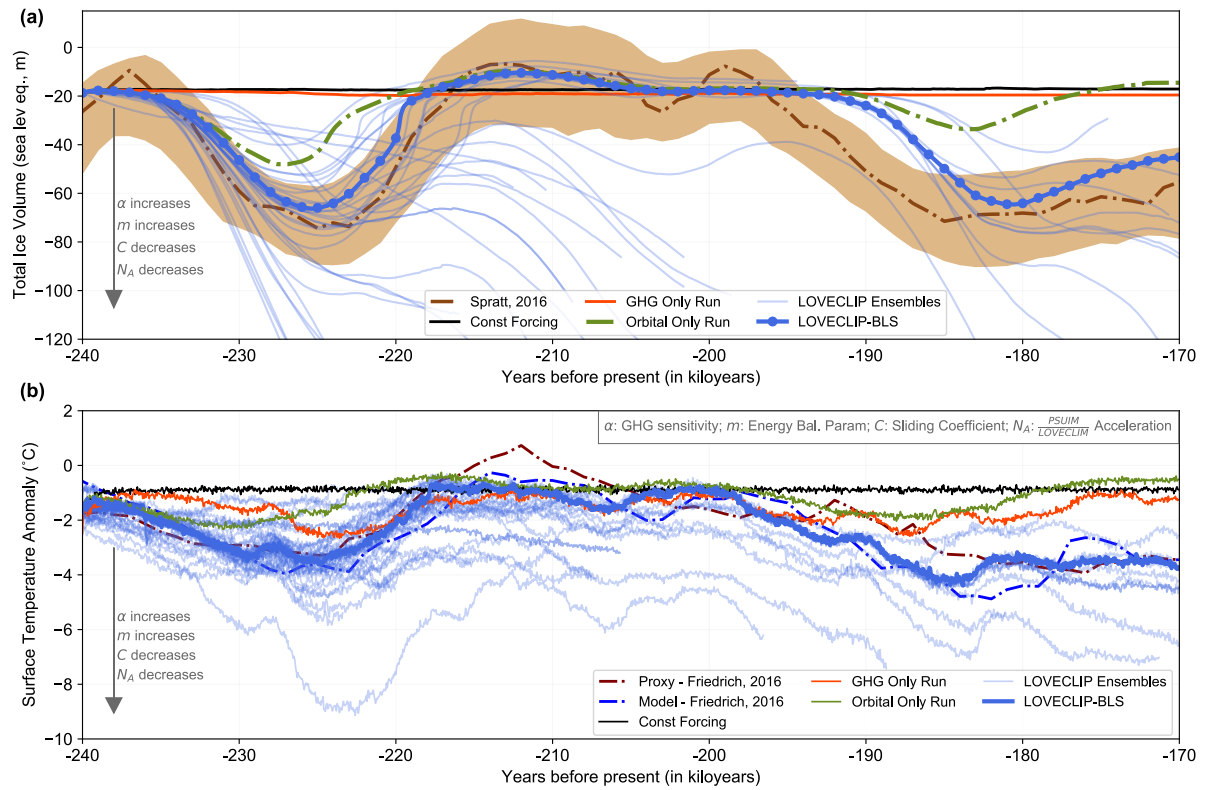 (a)
Total Ice Volume (sea lev eq., m)
0
−20
−40
−60
−80
−100
−120
α increases
m increases
C decreases
N_A decreases
Spratt, 2016
GHG Only Run
LOVECLIP Ensembles
Const Forcing
Orbital Only Run
LOVECLIP-BLS
-240
-230
-220
-210
-200
-190
-180
-170
Years before present (in kiloyears)
(b)
Surface Temperature Anomaly (°C)
2
0
−2
−4
−6
−8
−10
α: GHG sensitivity; m: Energy Bal. Param; C: Sliding Coefficient; N_A: PSUIM/LOVECLIM Acceleration
α increases
m increases
C decreases
N_A decreases
Proxy - Friedrich, 2016
GHG Only Run
LOVECLIP Ensembles
Model - Friedrich, 2016
Orbital Only Run
LOVECLIP-BLS
Const Forcing
-240
-230
-220
-210
-200
-190
-180
-170
Years before present (in kiloyears)